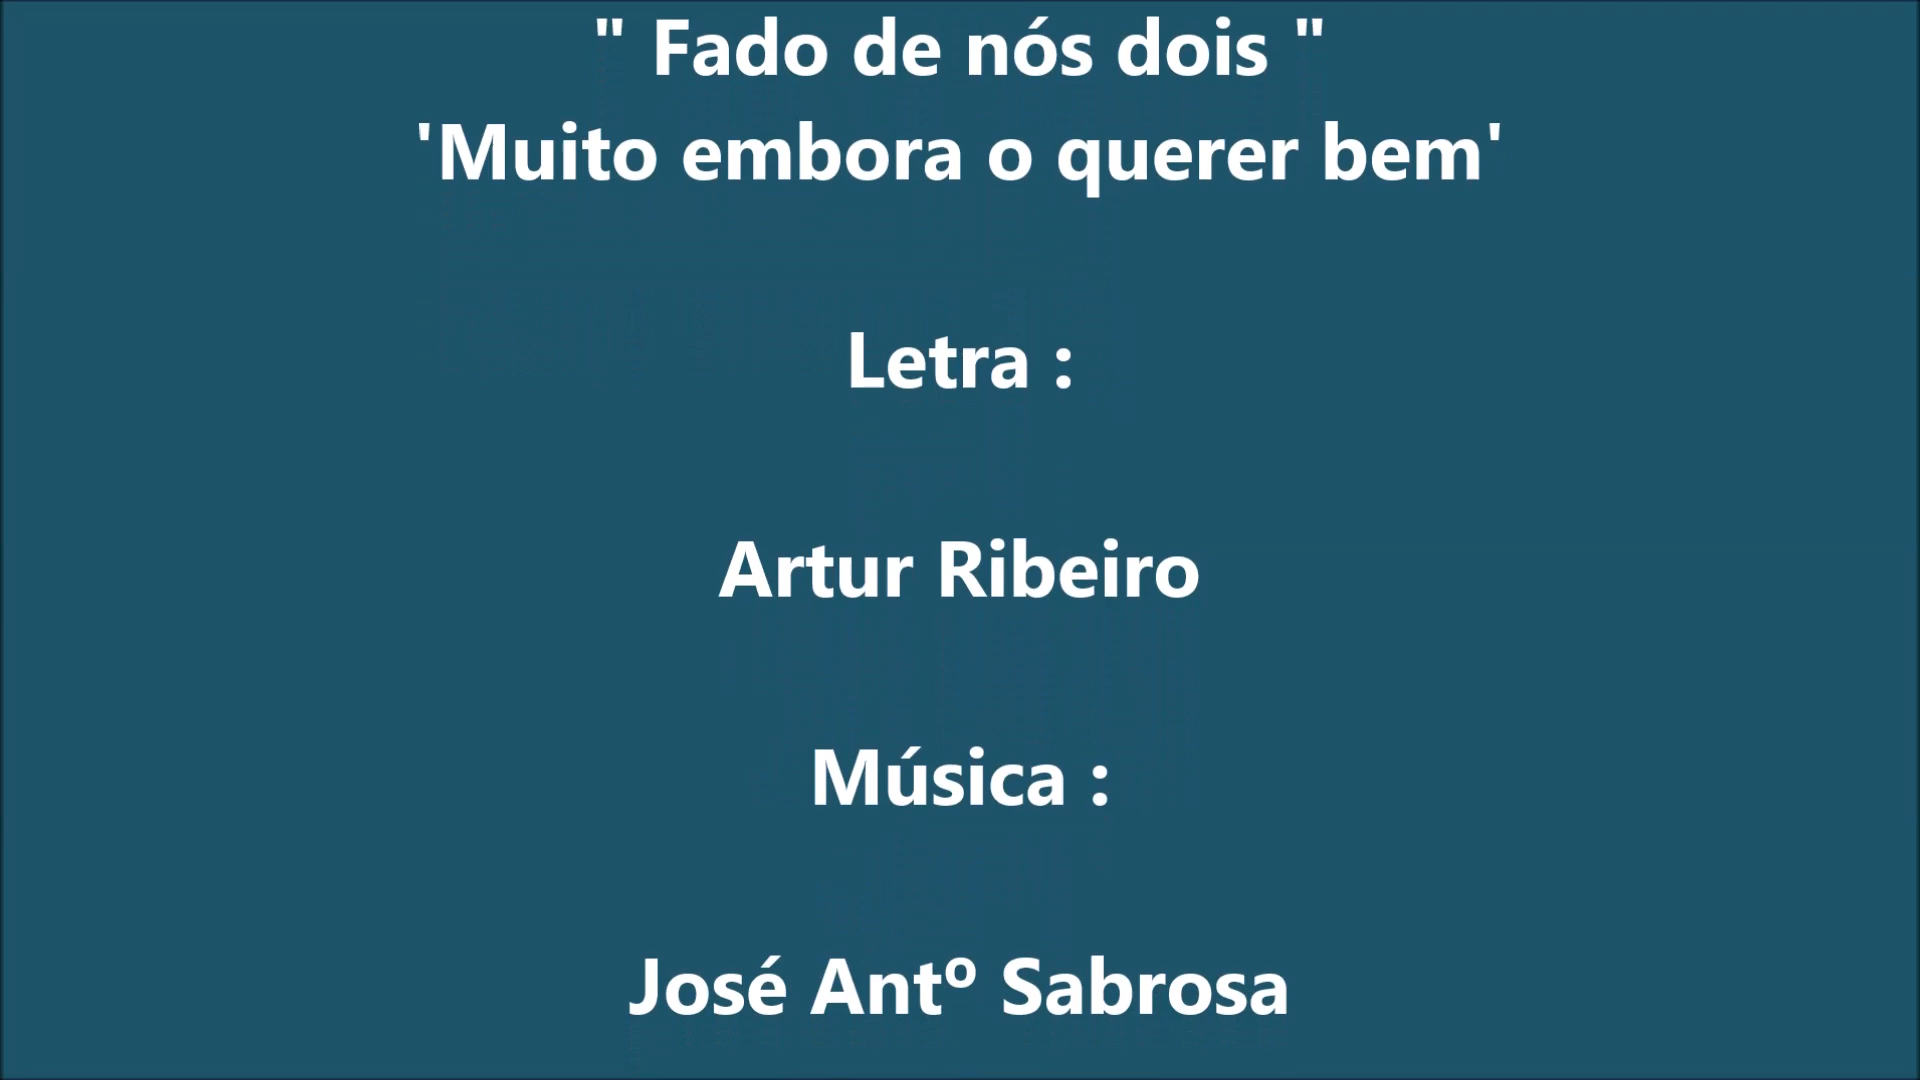 " Fado de nós dois "
'Muito embora o querer bem'
Letra :
Artur Ribeiro
Música :
José Antº Sabrosa